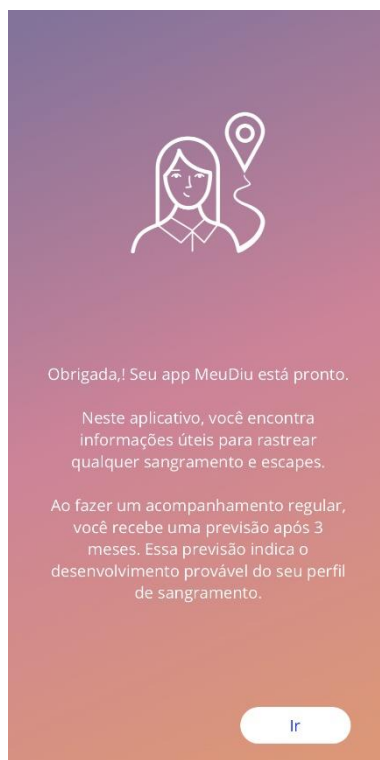 Obrigada,! Seu app MeuDiu está pronto.
Neste aplicativo, você encontra
informações úteis para rastrear
qualquer sangramento e escapes.
Ao fazer um acompanhamento regular,
você recebe uma previsão após 3
meses. Essa previsão indica o
desenvolvimento provável do seu perfil
de sangramento.
Ir